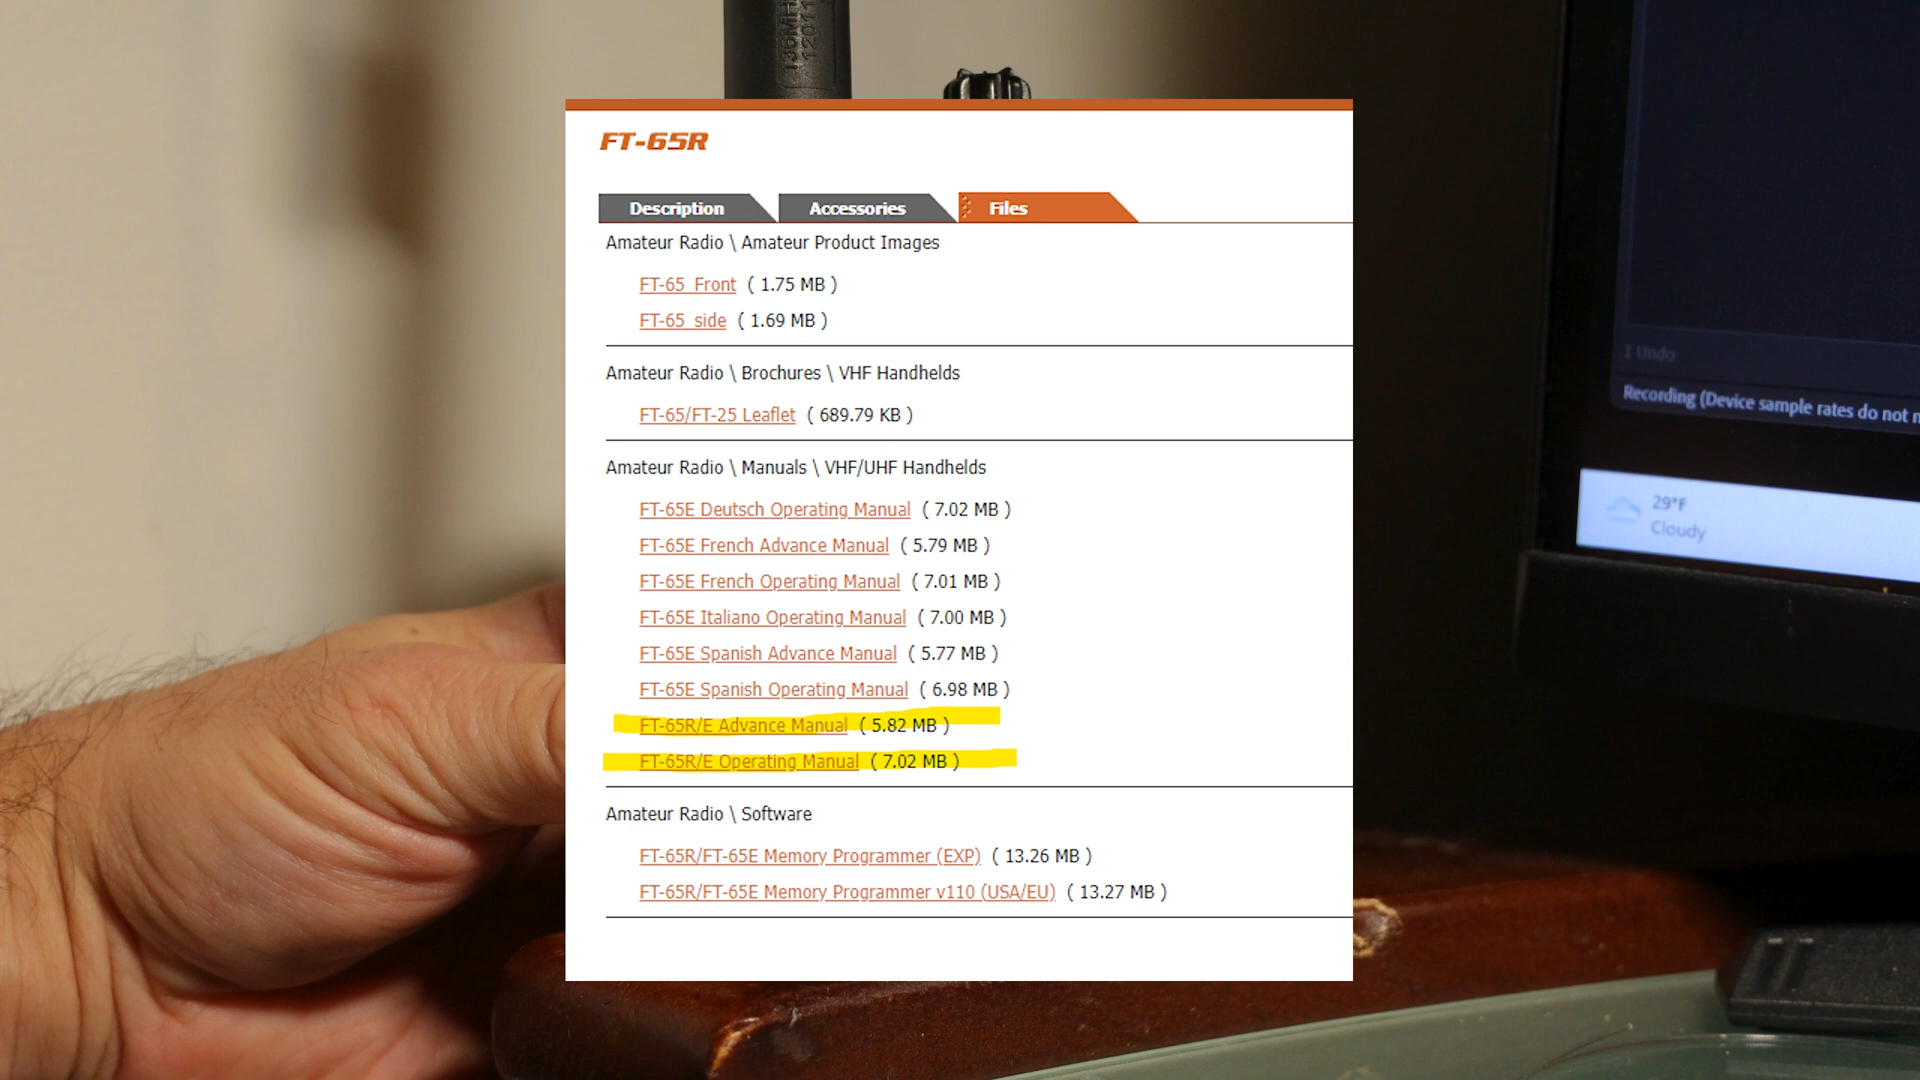 136MH
12011
FT-65R
Description Accessories Files
Amateur Radio \ Amateur Product Images
FT-65 Front ( 1.75 MB )
FT-65 side ( 1.69 MB )
Amateur Radio \ Brochures \ VHF Handhelds
FT-65/FT-25 Leaflet ( 689.79 KB )
Amateur Radio \ Manuals \ VHF/UHF Handhelds
FT-65E Deutsch Operating Manual ( 7.02 MB )
FT-65E French Advance Manual ( 5.79 MB )
FT-65E French Operating Manual ( 7.01 MB )
FT-65E Italiano Operating Manual ( 7.00 MB )
FT-65E Spanish Advance Manual ( 5.77 MB )
FT-65E Spanish Operating Manual ( 6.98 MB )
FT-65R/E Advance Manual ( 5.82 MB )
FT-65R/E Operating Manual ( 7.02 MB )
Amateur Radio \ Software
FT-65R/FT-65E Memory Programmer (EXP) ( 13.26 MB )
FT-65R/FT-65E Memory Programmer v110 (USA/EU) ( 13.27 MB )
1 Undo
Recording (Device sample rates do not
29°F
Cloudy